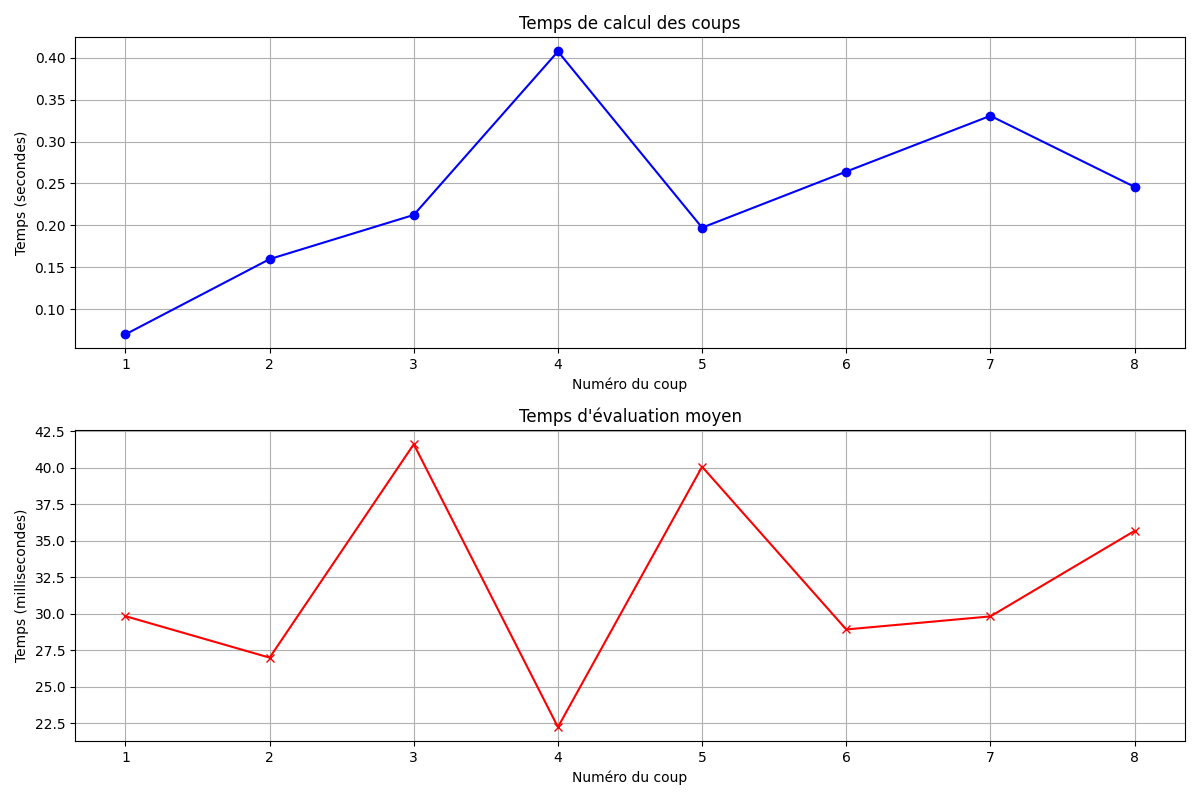 Temps de calcul des coups
0.40
0.35
0.30
0.25
0.20
0.15
0.10
Temps (secondes)
1 2 3 4 5 6 7 8
Numéro du coup
Temps d'évaluation moyen
42.5
40.0
37.5
35.0
32.5
30.0
27.5
25.0
22.5
Temps (millisecondes)
1 2 3 4 5 6 7 8
Numéro du coup